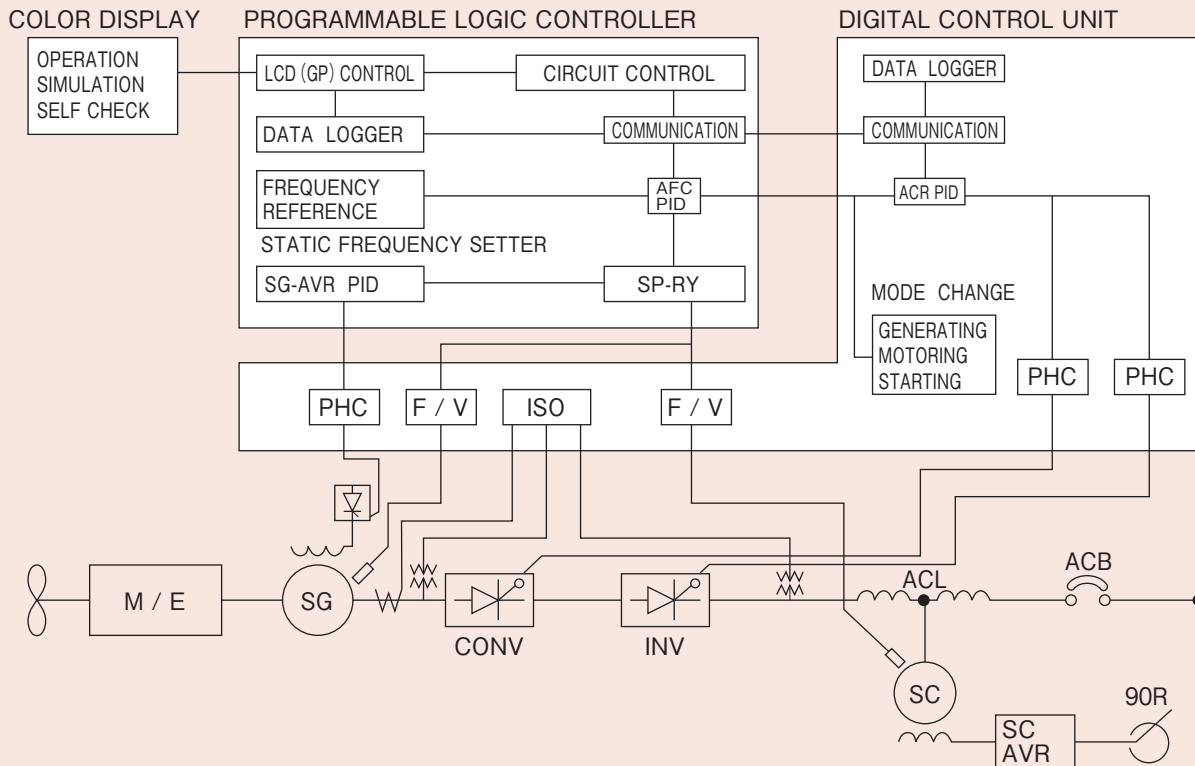 COLOR DISPLAY
OPERATION
SIMULATION
SELF CHECK
PROGRAMMABLE LOGIC CONTROLLER
LCD (GP) CONTROL
CIRCUIT CONTROL
DATA LOGGER
COMMUNICATION
FREQUENCY
REFERENCE
AFC
PID
STATIC FREQUENCY SETTER
SG-AVR PID
SP-RY
DIGITAL CONTROL UNIT
DATA LOGGER
COMMUNICATION
ACR PID
MODE CHANGE
GENERATING
MOTORING
STARTING
PHC
F / V
ISO
F / V
PHC
PHC
M / E
SG
CONV
INV
ACL
ACB
SC
SC
AVR
90R